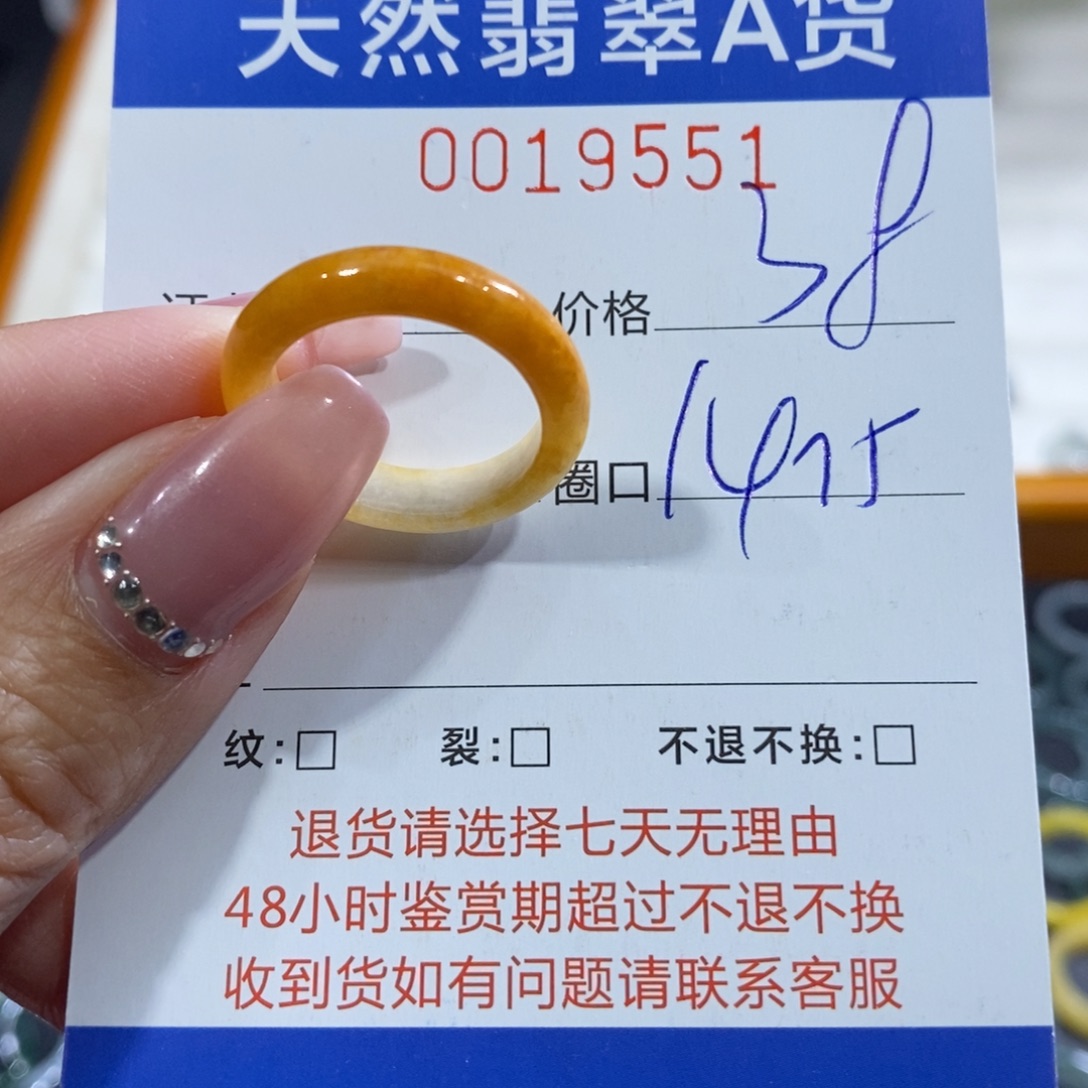 天然翡翠A货
0019551
价格 38
圈口
纹:□ 裂:□ 不退不换:□
退货请选择七天无理由
48小时鉴赏期超过不退不换
收到货如有问题请联系客服